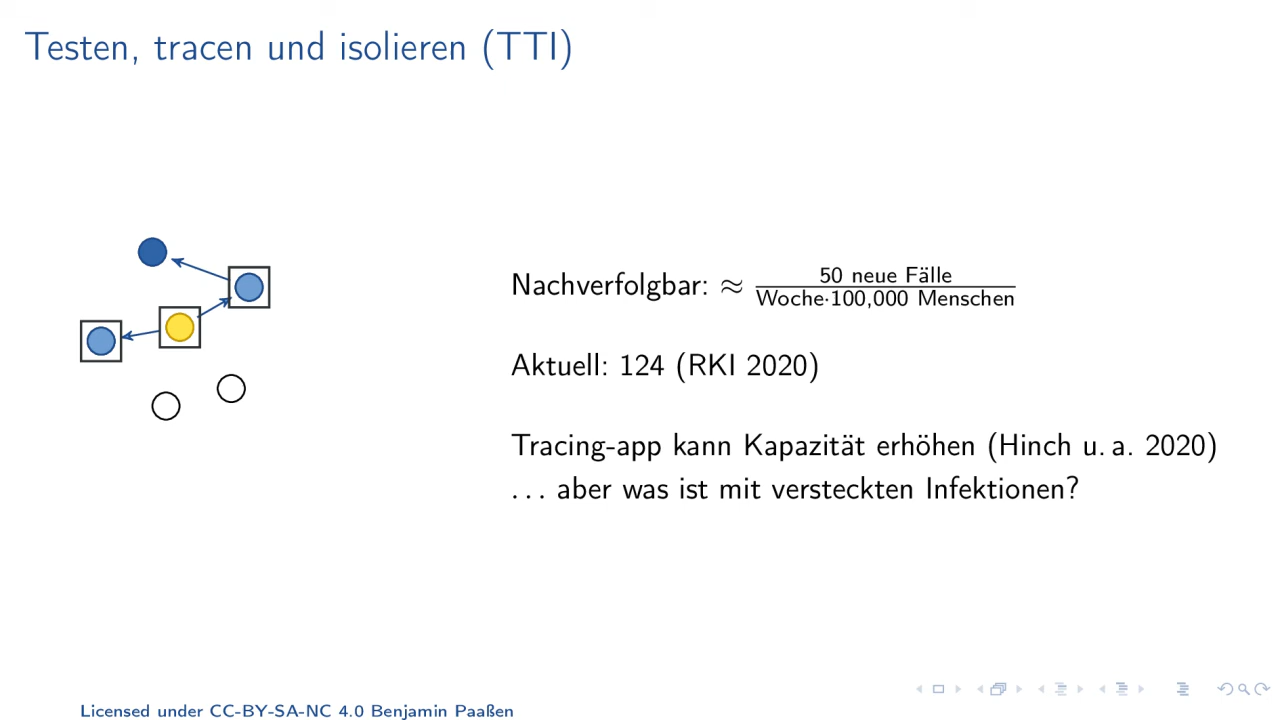 Testen, tracen und isolieren (TTI)
Nachverfolgbar: ≈ 50 neue Fälle
Woche·100,000 Menschen
Aktuell: 124 (RKI 2020)
Tracing-app kann Kapazität erhöhen (Hinch u. a. 2020)
... aber was ist mit versteckten Infektionen?
Licensed under CC-BY-SA-NC 4.0 Benjamin Paaßen